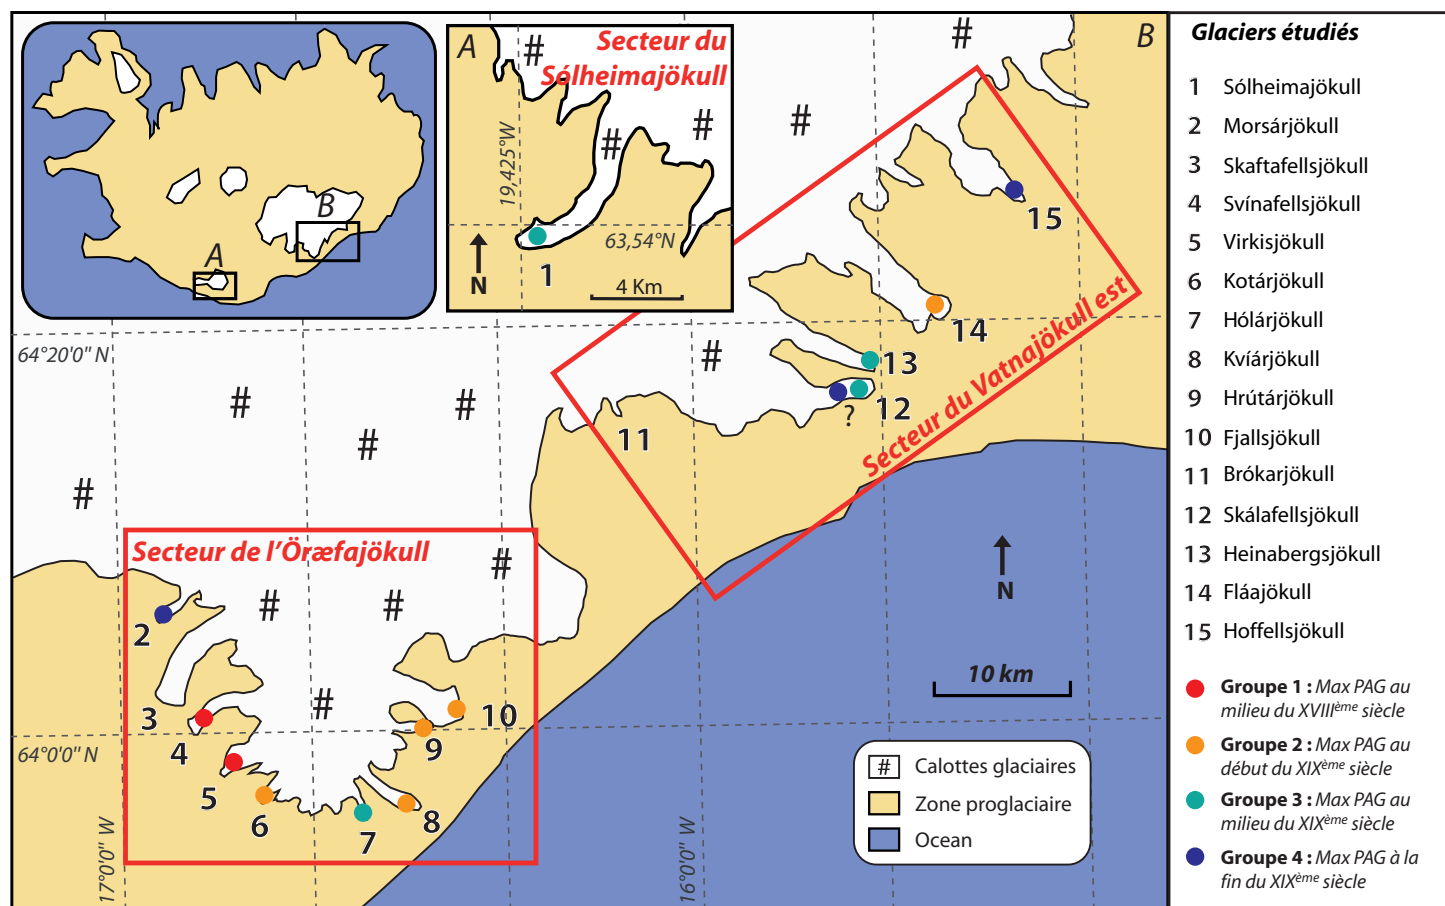 A
B
A
Secteur du
Sólheimajökull
#
#
#
19,425°W
63,54°N
N
1
4 Km
B
#
#
15
14
13
12
?
11
#
Secteur du Vatnajökull est
64°20'0'' N
#
#
#
#
#
Secteur de l'Öræfajökull
#
#
#
2
3
4
5
6
7
8
9
10
64°0'0'' N
17°0'0'' W
16°0'0'' W
N
10 km
# Calottes glaciaires
Zone proglaciaire
Ocean
Glaciers étudiés
1 Sólheimajökull
2 Morsárjökull
3 Skaftafellsjökull
4 Svínafellsjökull
5 Virkisjökull
6 Kotárjökull
7 Hólárjökull
8 Kvíárjökull
9 Hrútárjökull
10 Fjallsjökull
11 Brókarjökull
12 Skálafellsjökull
13 Heinabergsjökull
14 Fláajökull
15 Hoffellsjökull
Groupe 1 : Max PAG au
milieu du XVIIIème siècle
Groupe 2 : Max PAG au
début du XIXème siècle
Groupe 3 : Max PAG au
milieu du XIXème siècle
Groupe 4 : Max PAG à la
fin du XIXème siècle